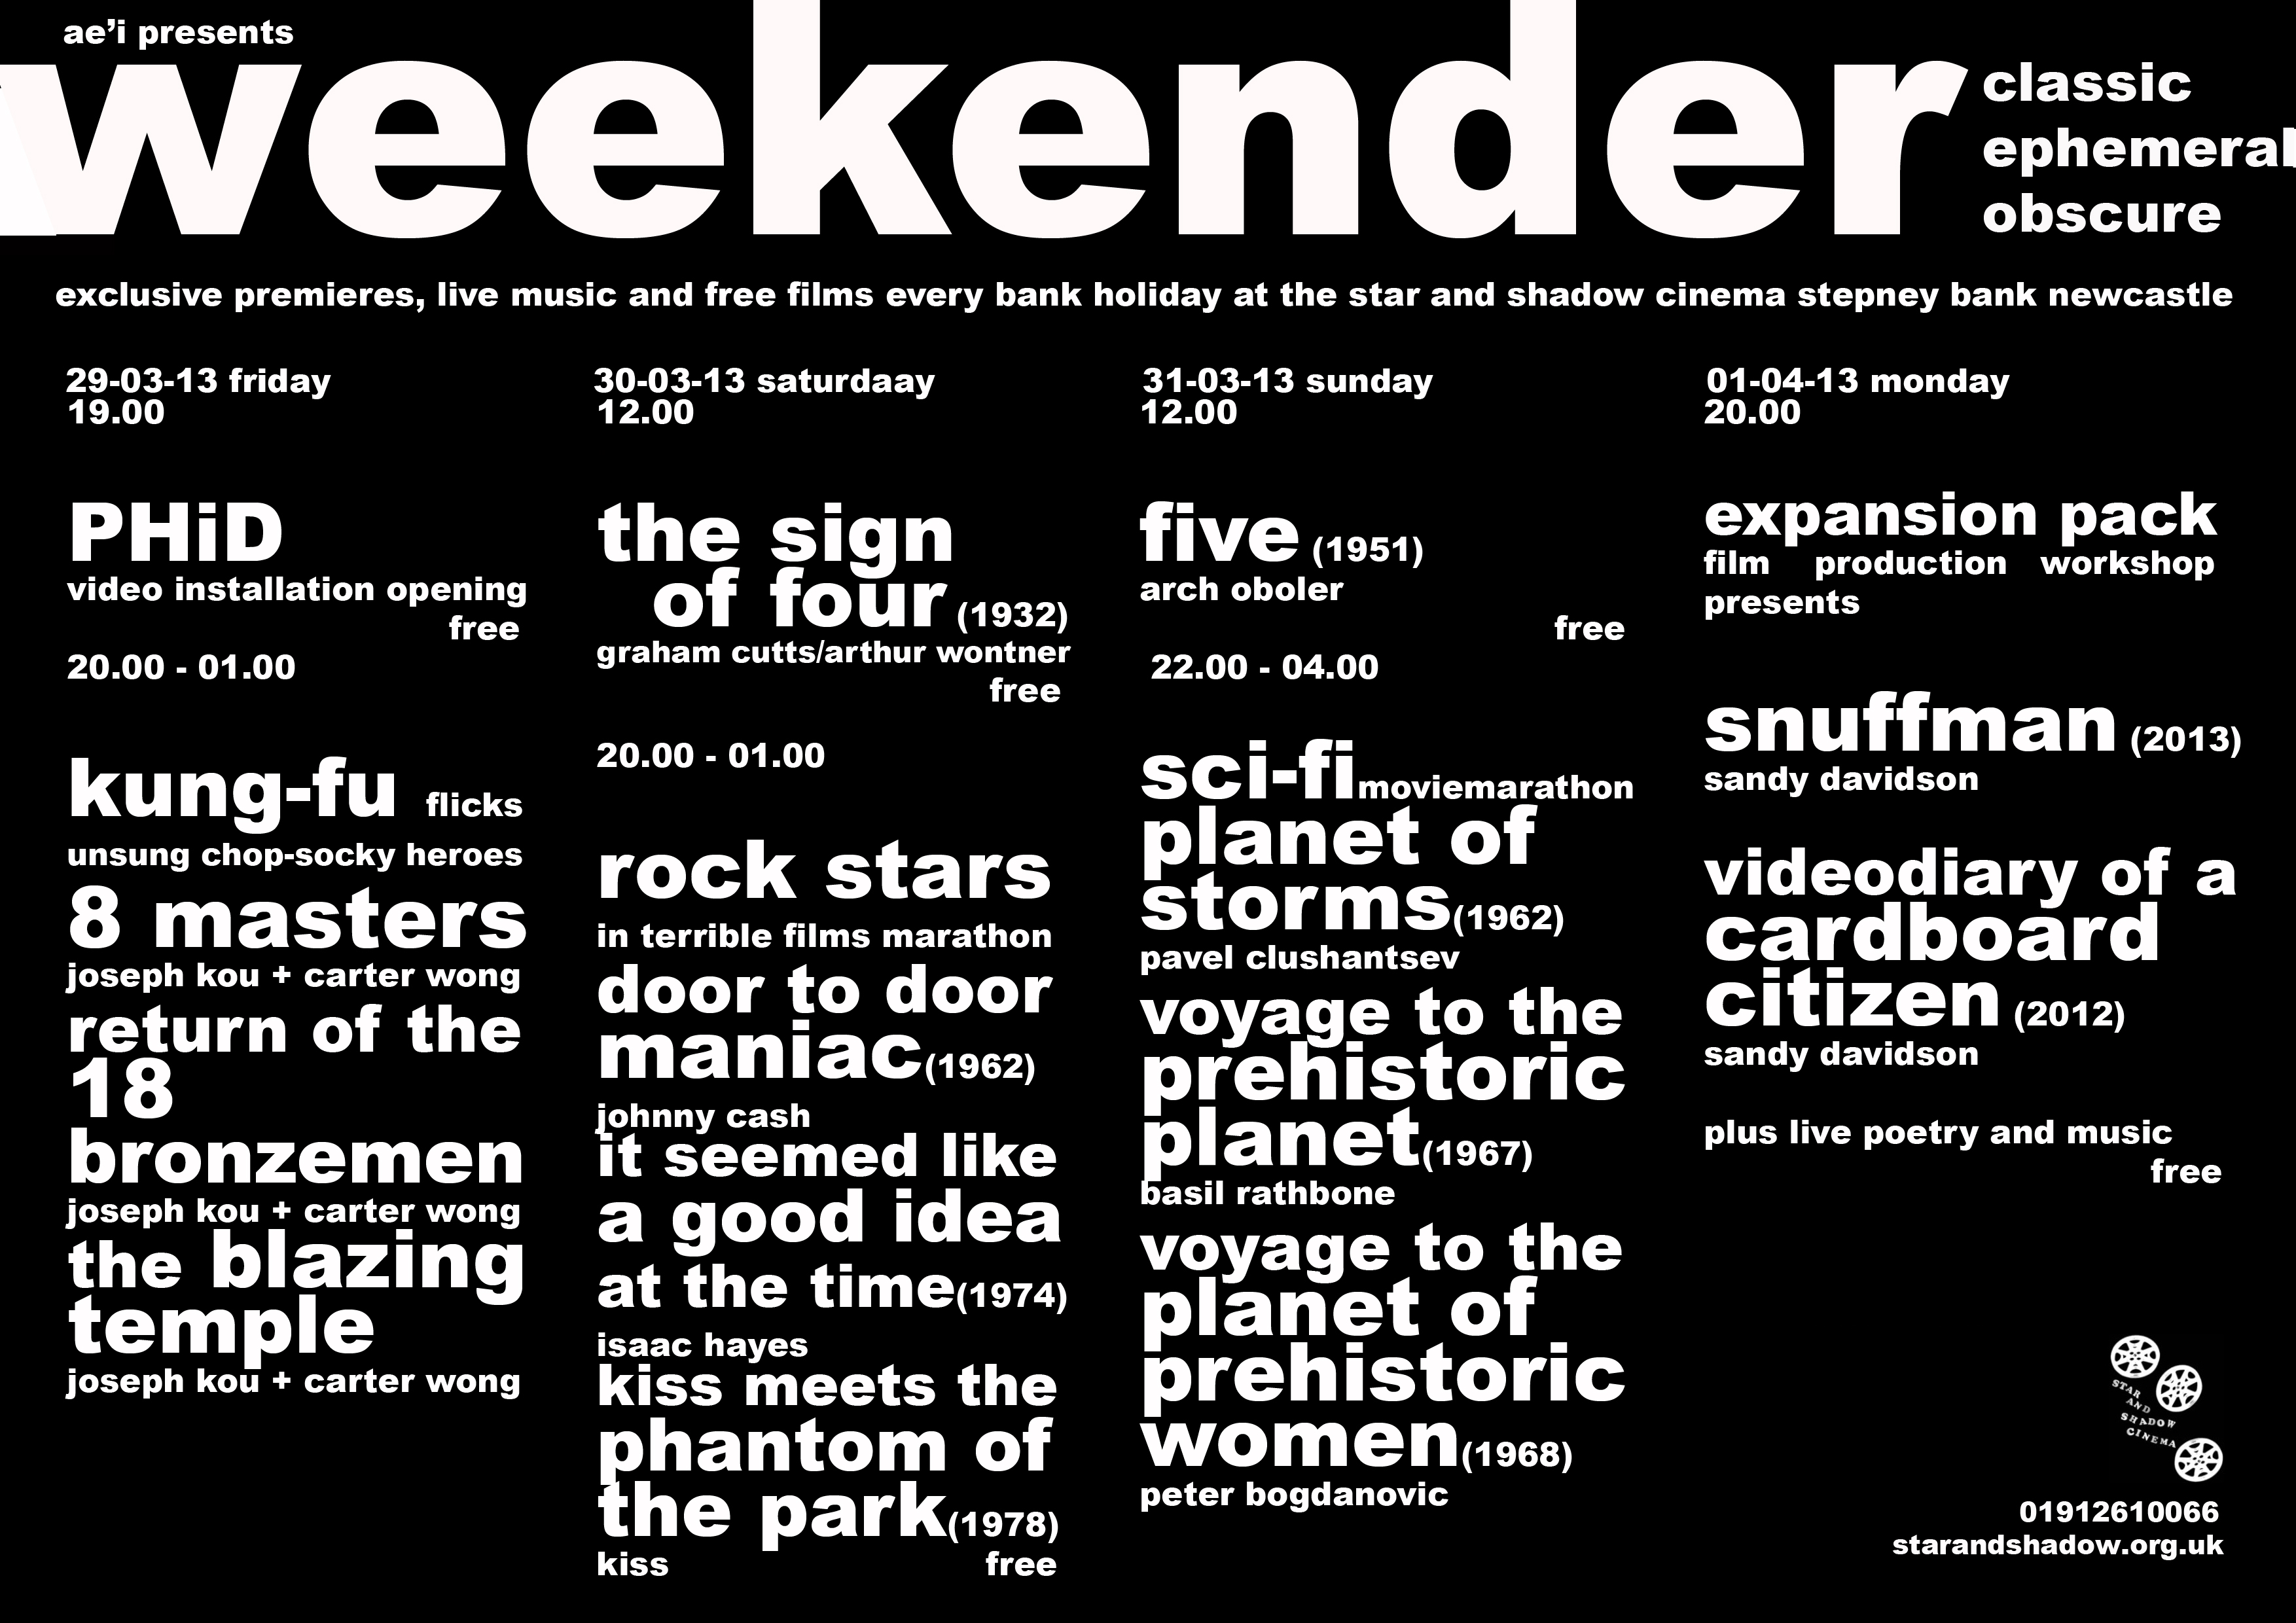 ae’i presents
weekender
classic
ephemeral
obscure
exclusive premieres, live music and free films every bank holiday at the star and shadow cinema stepney bank newcastle
29-03-13 friday
19.00
PHiD
video installation opening
free
20.00 - 01.00
kung-fu flicks
unsung chop-socky heroes
8 masters
joseph kou + carter wong
return of the
18
bronzemen
joseph kou + carter wong
the blazing
temple
joseph kou + carter wong
30-03-13 saturdaay
12.00
the sign
of four (1932)
graham cutts/arthur wontner
free
20.00 - 01.00
rock stars
in terrible films marathon
door to door
maniac(1962)
johnny cash
it seemed like
a good idea
at the time(1974)
isaac hayes
kiss meets the
phantom of
the park(1978)
kiss free
31-03-13 sunday
12.00
five (1951)
arch oboler
free
22.00 - 04.00
sci-fimoviemarathon
planet of
storms(1962)
pavel clushantsev
voyage to the
prehistoric
planet(1967)
basil rathbone
voyage to the
planet of
prehistoric
women(1968)
peter bogdanovic
01-04-13 monday
20.00
expansion pack
film production workshop
presents
snuffman (2013)
sandy davidson
videodiary of a
cardboard
citizen (2012)
sandy davidson
plus live poetry and music
free
STAR
AND
SHADOW
CINEMA
01912610066
starandshadow.org.uk